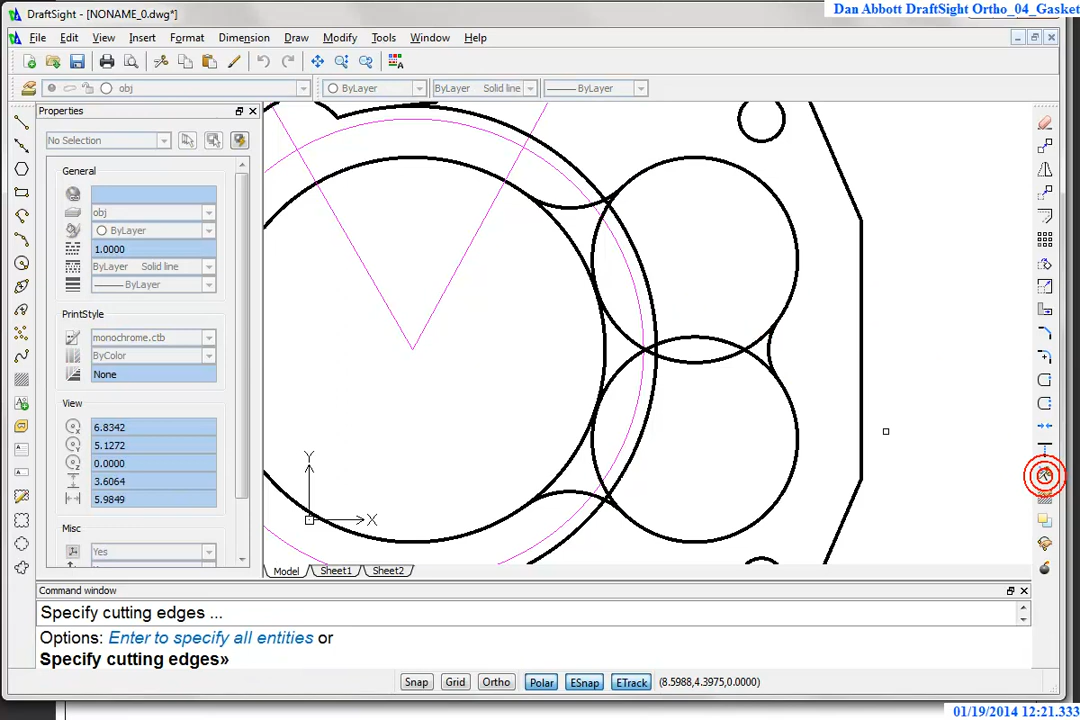 Dan Abbott DraftSight Ortho_04_Gasket
DraftSight - [NONAME_0.dwg*]
File Edit View Insert Format Dimension Draw Modify Tools Window Help
obj ByLayer ByLayer Solid line ByLayer
Properties
No Selection
General
obj
ByLayer
1.0000
ByLayer Solid line
ByLayer
PrintStyle
monochrome.ctb
ByColor
None
View
6.8342
5.1272
0.0000
3.6064
5.9849
Misc
Yes
Y
X
Model Sheet1 Sheet2
Command window
Specify cutting edges ...
Options: Enter to specify all entities or
Specify cutting edges»
Snap Grid Ortho Polar ESnap ETrack (8.5988,4.3975,0.0000)
01/19/2014 12:21.333